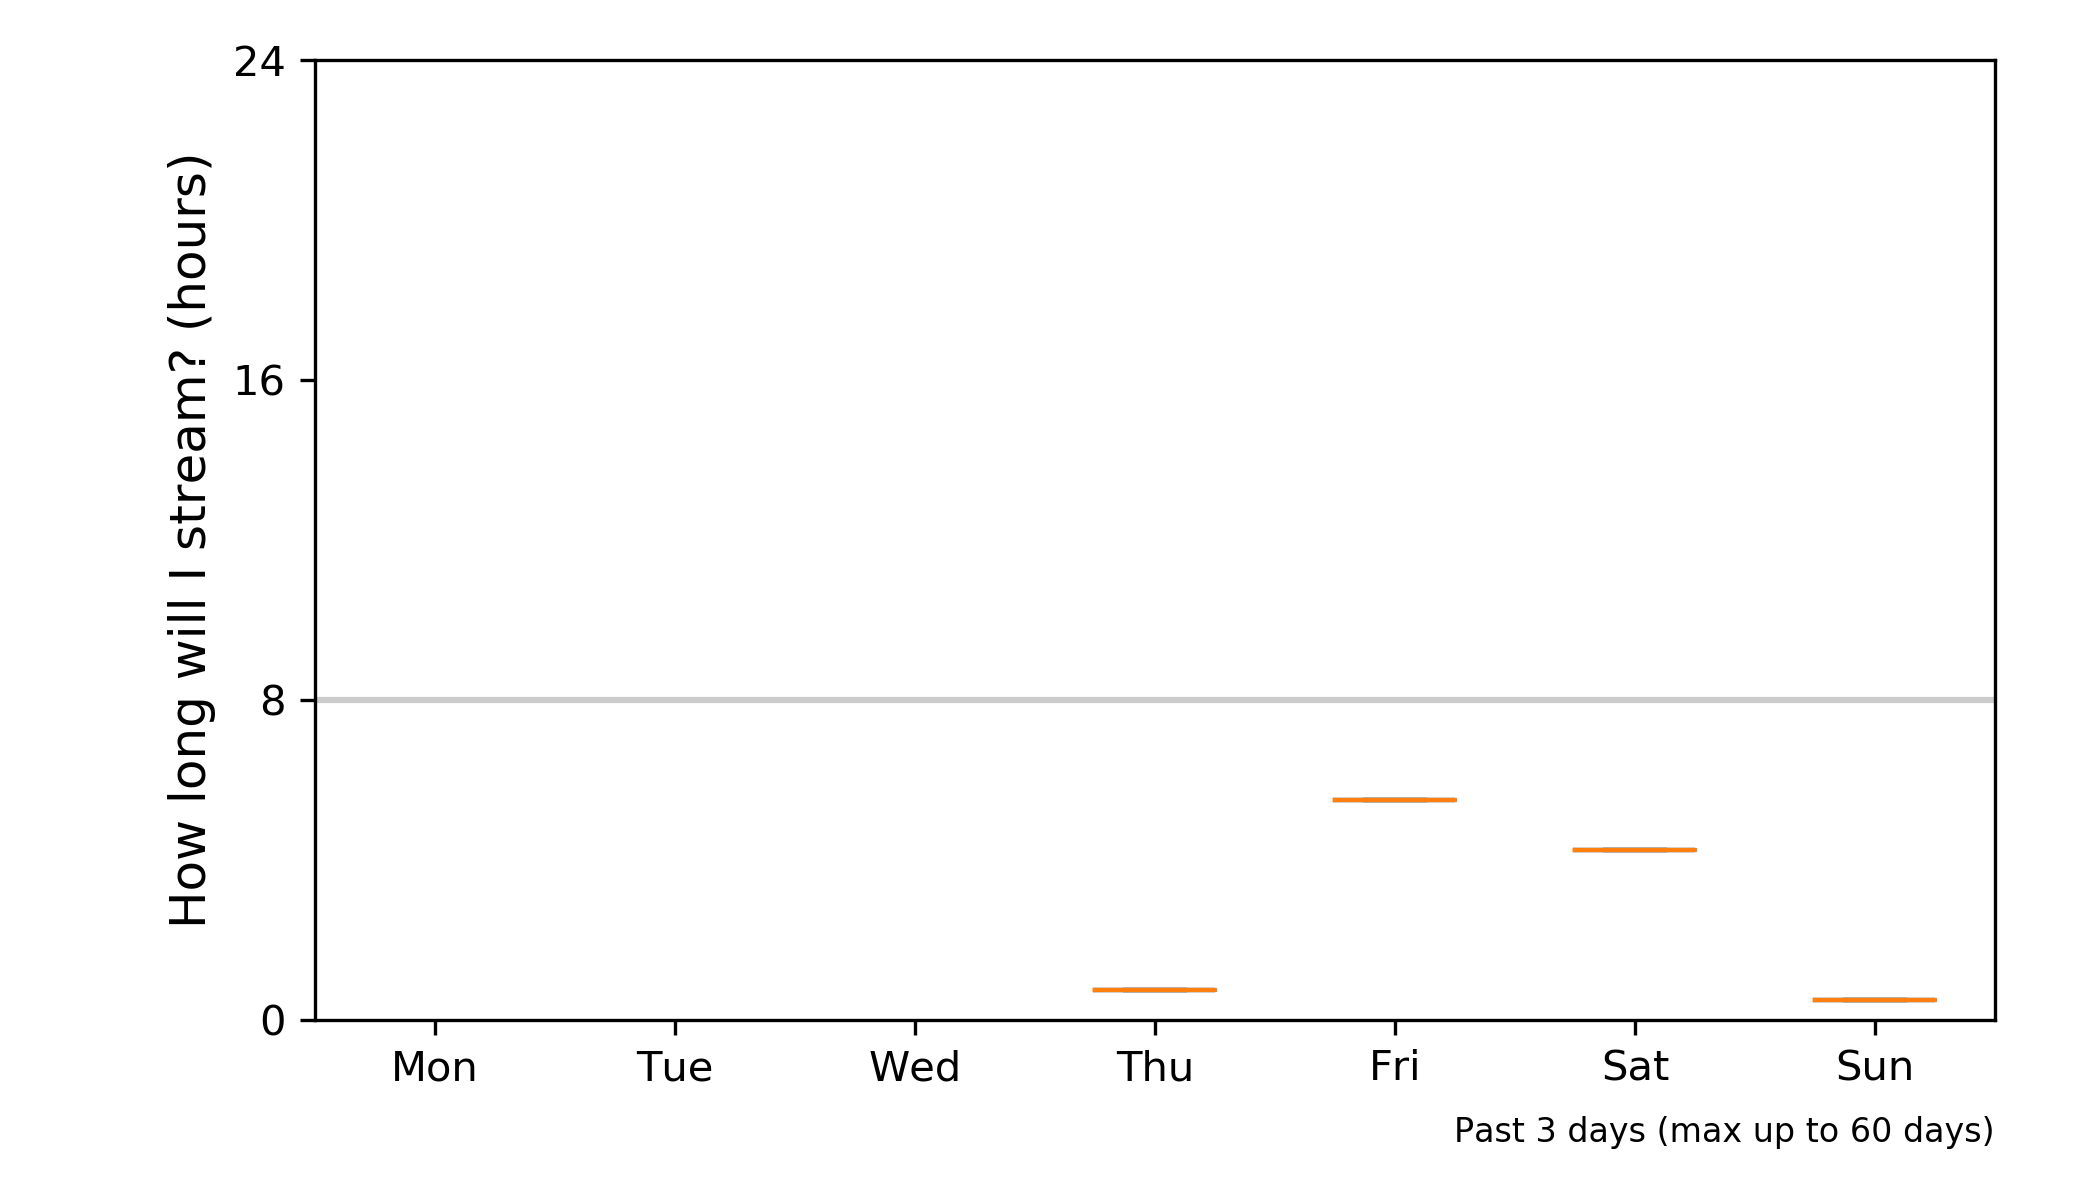 How long will I stream? (hours)
24
16
8
0
Mon Tue Wed Thu Fri Sat Sun
Past 3 days (max up to 60 days)